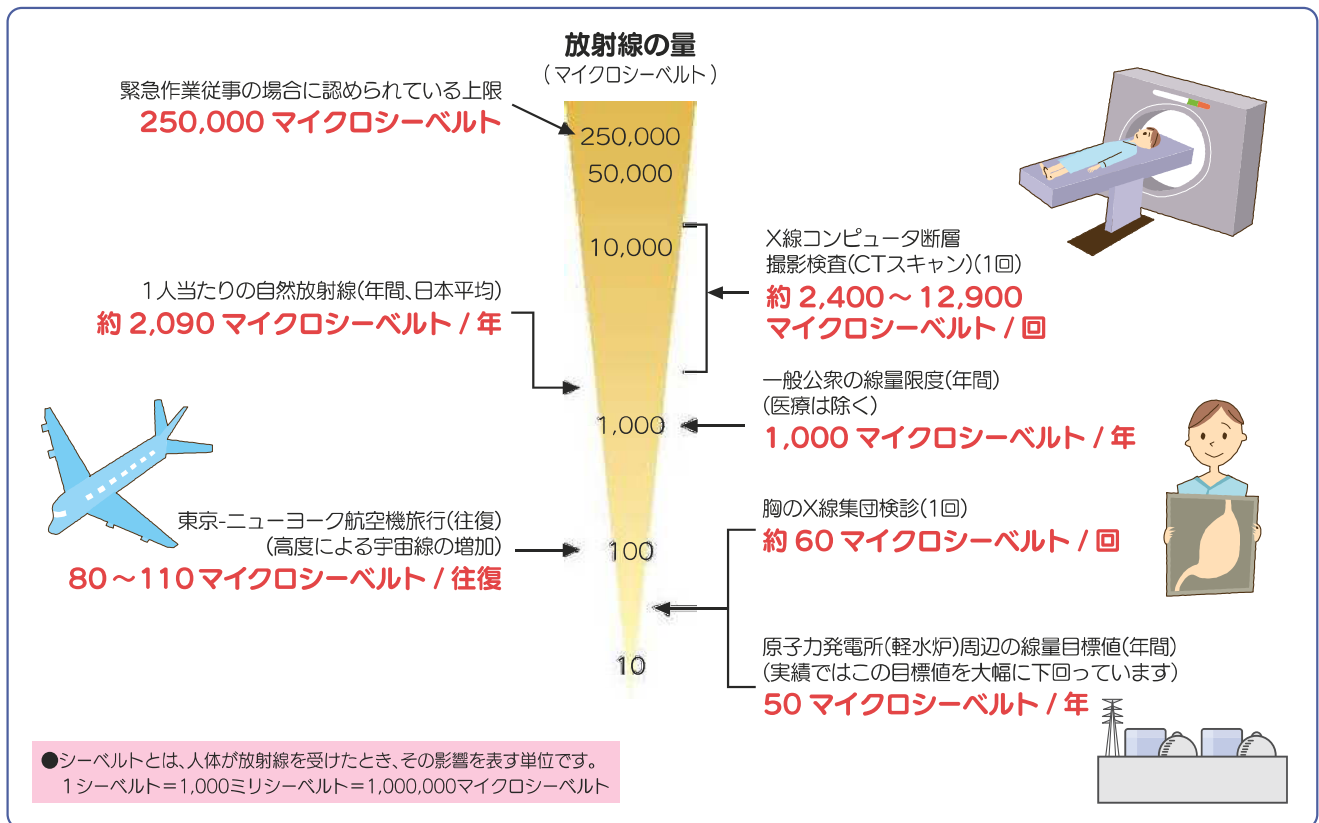 放射線の量
(マイクロシーベルト)
緊急作業従事の場合に認められている上限
250,000 マイクロシーベルト
250,000
50,000
10,000
X線コンピュータ断層
撮影検査(CTスキャン)(1回)
約 2,400～12,900
マイクロシーベルト / 回
1人当たりの自然放射線(年間、日本平均)
約 2,090 マイクロシーベルト / 年
一般公衆の線量限度(年間)
(医療は除く)
1,000 マイクロシーベルト / 年
1,000
東京-ニューヨーク航空機旅行(往復)
(高度による宇宙線の増加)
80～110マイクロシーベルト / 往復
100
胸のX線集団検診(1回)
約 60 マイクロシーベルト / 回
10
原子力発電所(軽水炉)周辺の線量目標値(年間)
(実績ではこの目標値を大幅に下回っています)
50 マイクロシーベルト / 年
●シーベルトとは、人体が放射線を受けたとき、その影響を表す単位です。
1シーベルト＝1,000ミリシーベルト＝1,000,000マイクロシーベルト